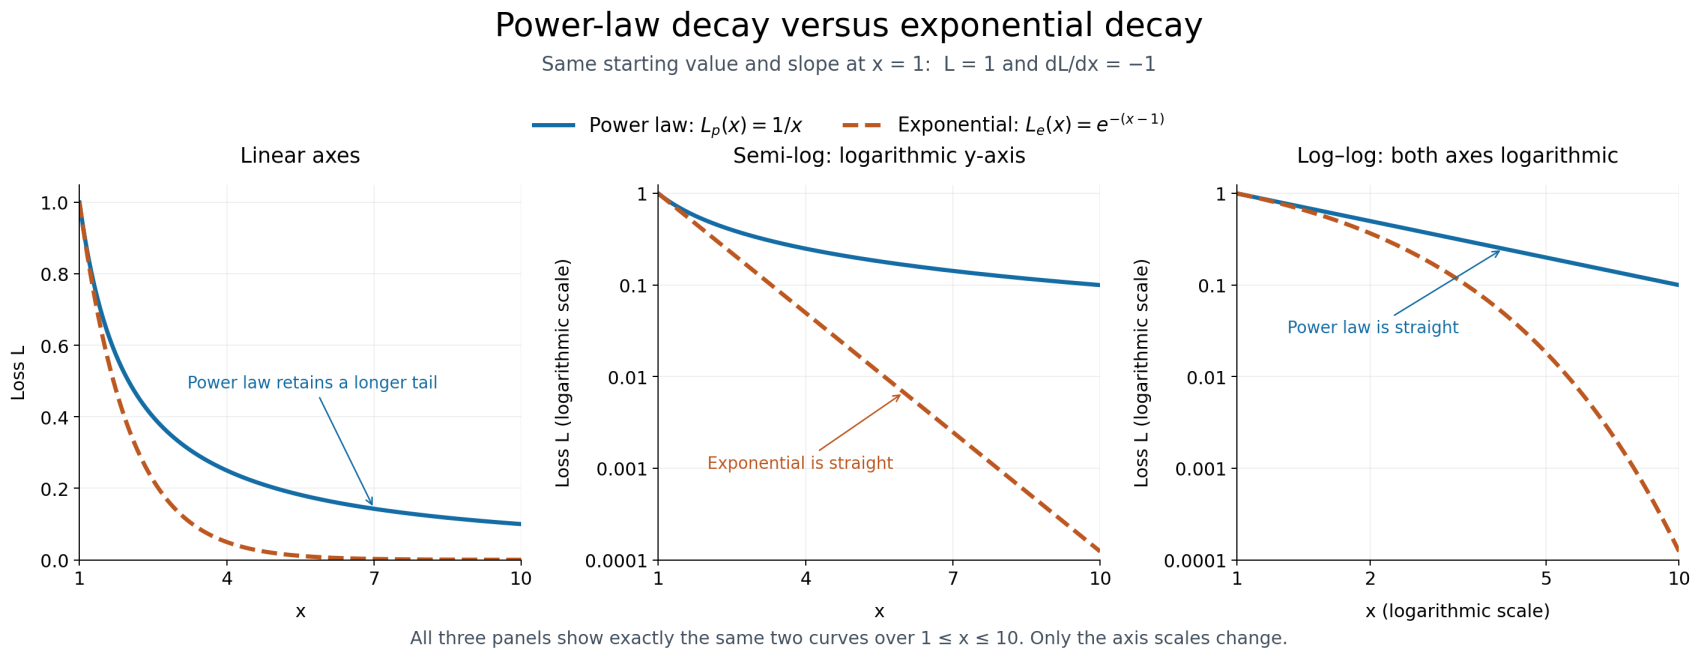 Power-law decay versus exponential decay
Same starting value and slope at x = 1:  L = 1 and dL/dx = −1
Power law: Lₚ(x) = 1/x
Exponential: Lₑ(x) = e^{−(x−1)}
Linear axes
Loss L
1.0
0.8
0.6
0.4
0.2
0.0
Power law retains a longer tail
1 4 7 10
x
Semi-log: logarithmic y-axis
Loss L (logarithmic scale)
1
0.1
0.01
0.001
0.0001
Exponential is straight
1 4 7 10
x
Log–log: both axes logarithmic
Loss L (logarithmic scale)
1
0.1
0.01
0.001
0.0001
Power law is straight
1 2 5 10
x (logarithmic scale)
All three panels show exactly the same two curves over 1 ≤ x ≤ 10. Only the axis scales change.